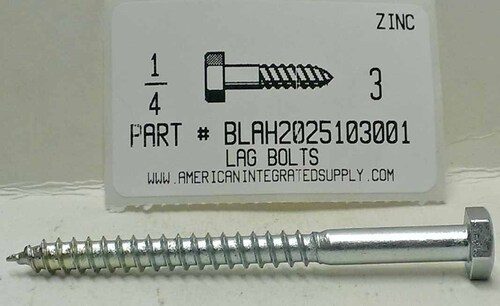 ZINC
1/4 3
PART # BLAH2025103001
LAG BOLTS
WWW.AMERICANINTEGRATEDSUPPLY.COM